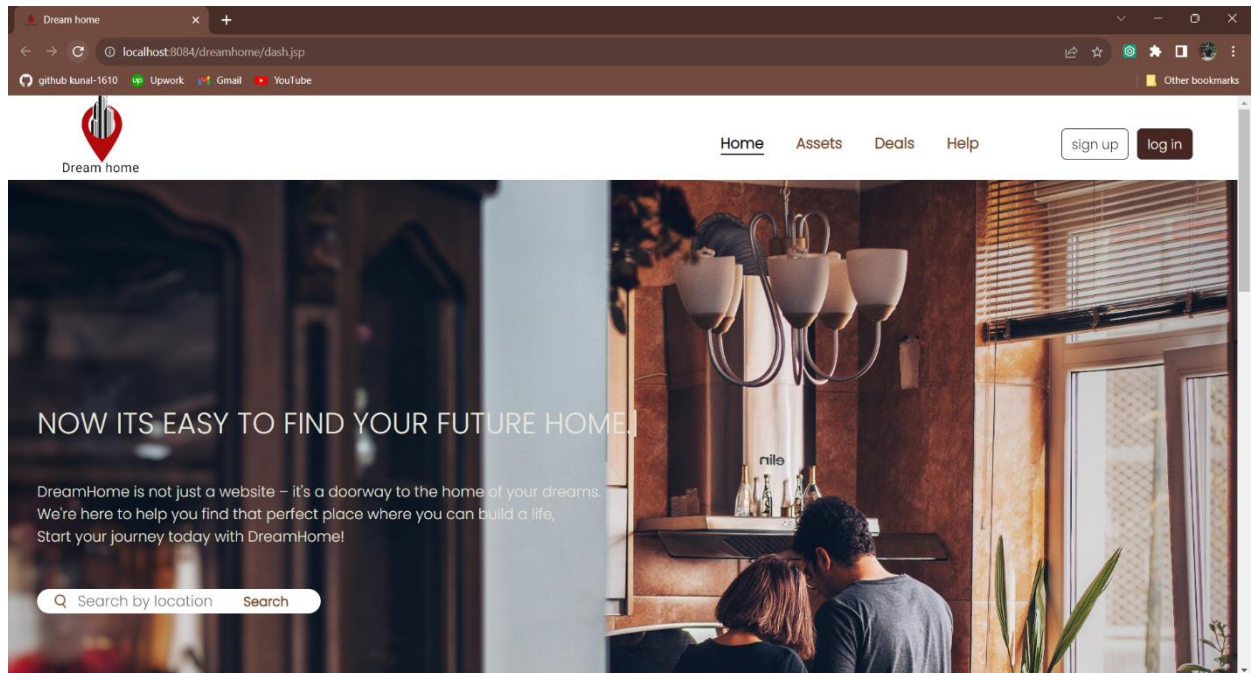 Dream home
localhost:8084/dreamhome/dash.jsp
github kunal-1610 Upwork Gmail YouTube Other bookmarks
Dream home
Home Assets Deals Help sign up log in
NOW ITS EASY TO FIND YOUR FUTURE HOME.
DreamHome is not just a website – it's a doorway to the home of your dreams.
We're here to help you find that perfect place where you can build a life,
Start your journey today with DreamHome!
Search by location Search
elin